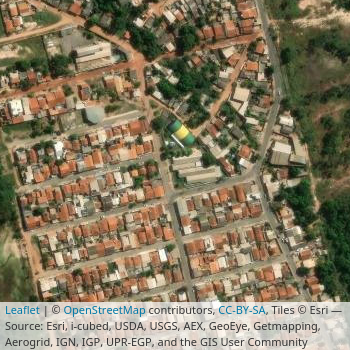 Leaflet | © OpenStreetMap contributors, CC-BY-SA, Tiles © Esri —
Source: Esri, i-cubed, USDA, USGS, AEX, GeoEye, Getmapping,
Aerogrid, IGN, IGP, UPR-EGP, and the GIS User Community